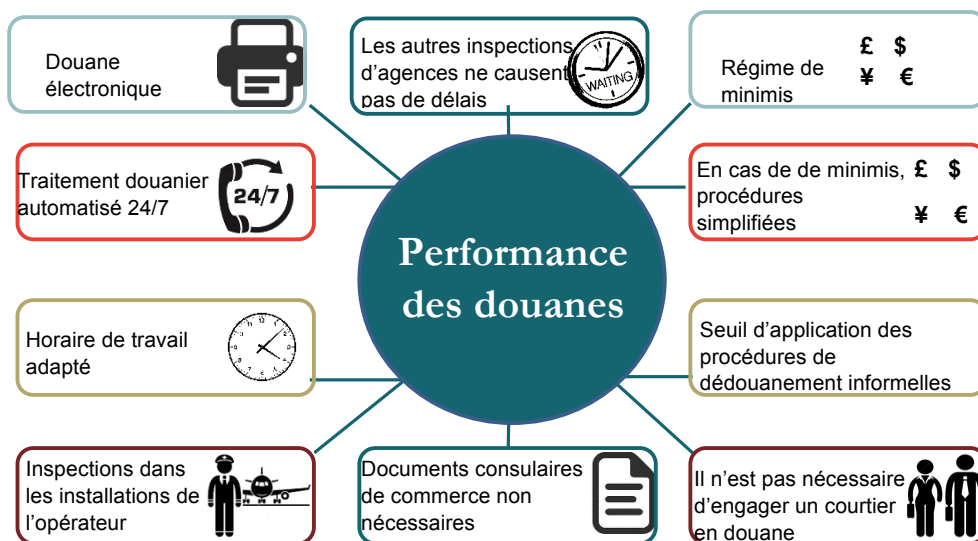 Douane
électronique
Les autres inspections
d'agences ne causent
pas de délais
WAITING
Régime de
minimis
£ $
¥ €
Traitement douanier
automatisé 24/7
24/7
En cas de de minimis,
procédures
simplifiées
£ $
¥ €
Performance
des douanes
Horaire de travail
adapté
Seuil d'application des
procédures de
dédouanement informelles
Inspections dans
les installations de
l'opérateur
Documents consulaires
de commerce non
nécessaires
Il n'est pas nécessaire
d'engager un courtier
en douane